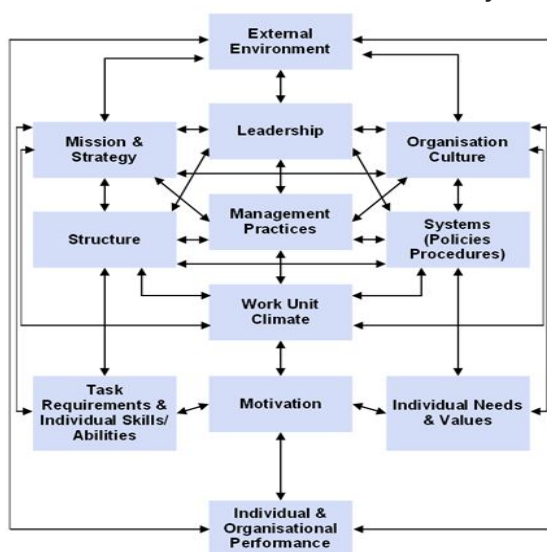 External
Environment
Leadership
Mission &
Strategy
Organisation
Culture
Management
Practices
Structure
Systems
(Policies
Procedures)
Work Unit
Climate
Task
Requirements &
Individual Skills/
Abilities
Motivation
Individual Needs
& Values
Individual &
Organisational
Performance